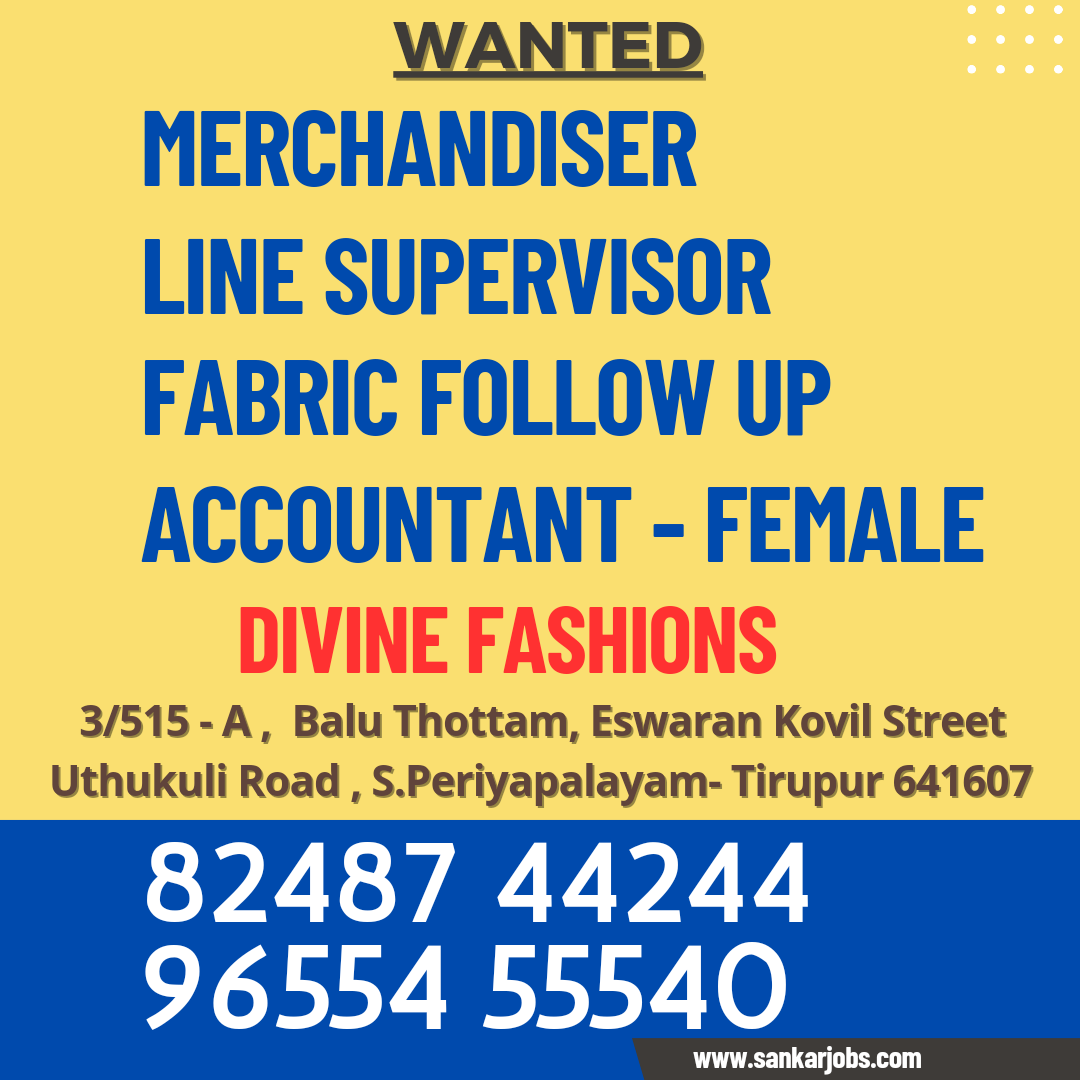 WANTED
MERCHANDISER
LINE SUPERVISOR
FABRIC FOLLOW UP
ACCOUNTANT - FEMALE
DIVINE FASHIONS
3/515 - A ,  Balu Thottam, Eswaran Kovil Street
Uthukuli Road , S.Periyapalayam- Tirupur 641607
82487 44244
96554 55540
www.sankarjobs.com